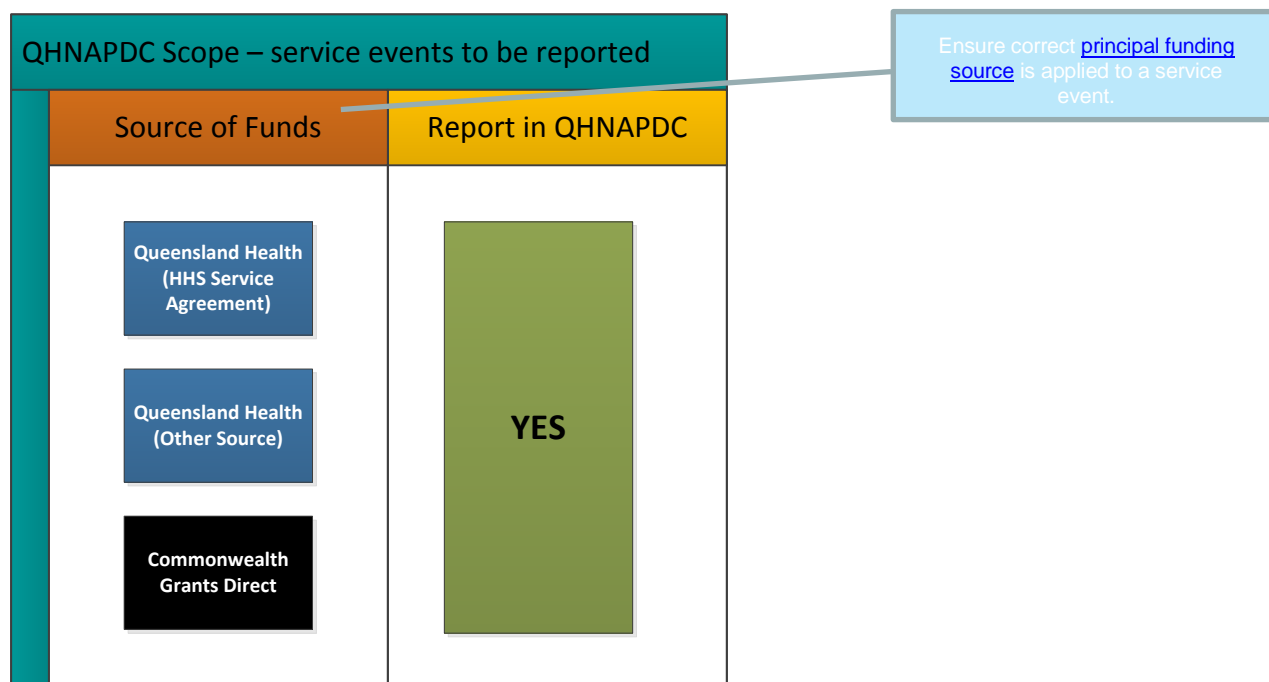 QHNAPDC Scope – service events to be reported
Ensure correct principal funding
source is applied to a service
event.
Source of Funds
Report in QHNAPDC
Queensland Health
(HHS Service
Agreement)
Queensland Health
(Other Source)
Commonwealth
Grants Direct
YES